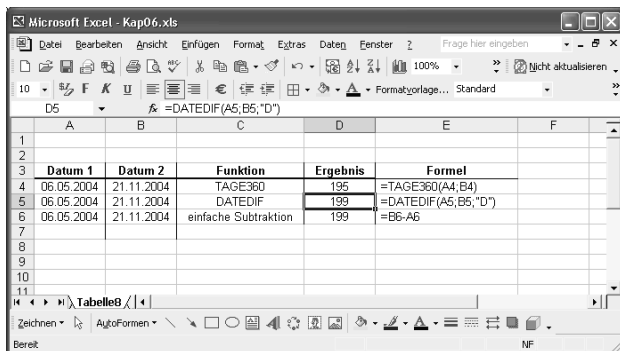 Microsoft Excel - Kap06.xls
Datei Bearbeiten Ansicht Einfügen Format Extras Daten Fenster ? Frage hier eingeben
100% Nicht aktualisieren
10 F K U € Formatvorlage... Standard
D5 fx =DATEDIF(A5;B5;"D")
A B C D E F
1
2
3 Datum 1 Datum 2 Funktion Ergebnis Formel
4 06.05.2004 21.11.2004 TAGE360 195 =TAGE360(A4;B4)
5 06.05.2004 21.11.2004 DATEDIF 199 =DATEDIF(A5;B5;"D")
6 06.05.2004 21.11.2004 einfache Subtraktion 199 =B6-A6
7
8
9
10
11
Tabelle8
Zeichnen AutoFormen
Bereit NF